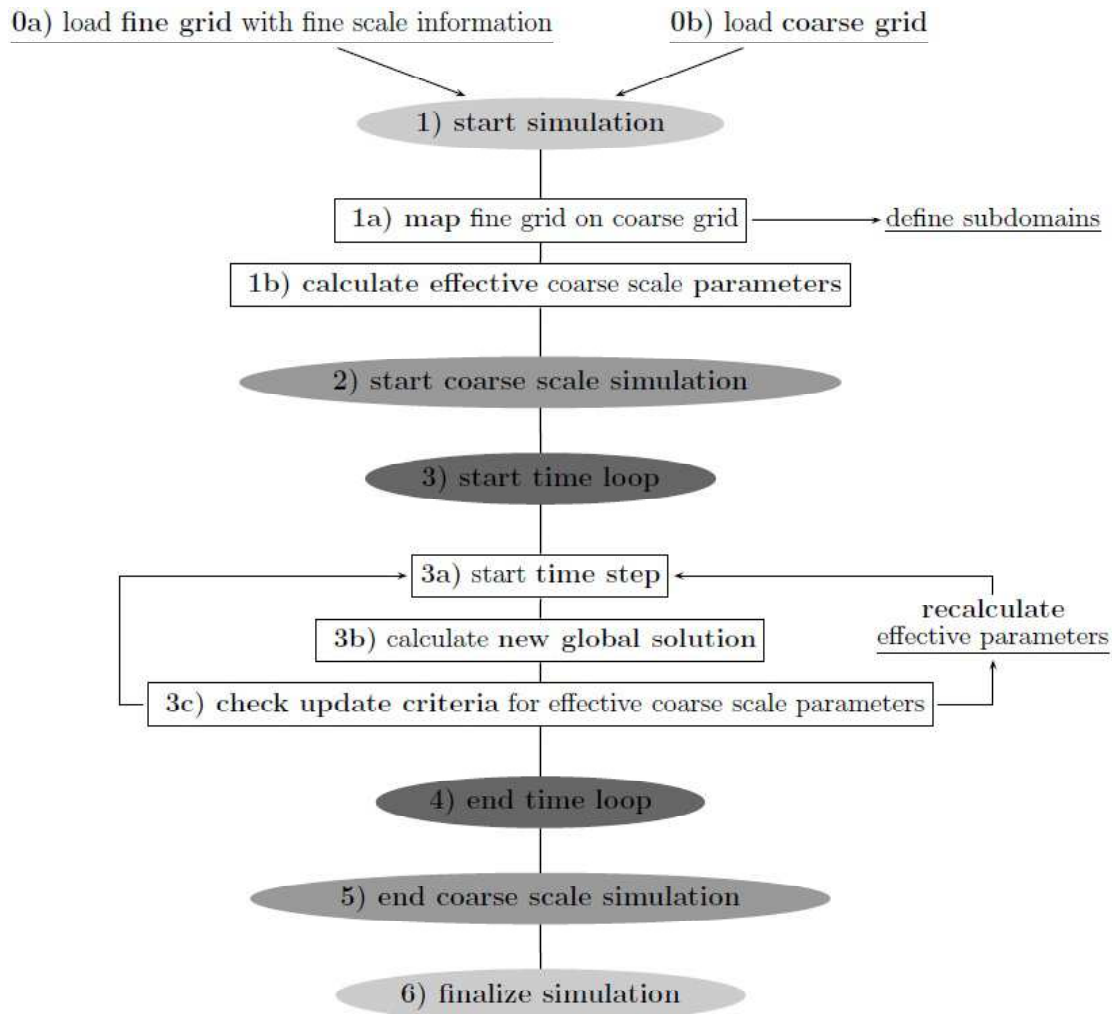 0a) load fine grid with fine scale information
0b) load coarse grid
1) start simulation
1a) map fine grid on coarse grid
define subdomains
1b) calculate effective coarse scale parameters
2) start coarse scale simulation
3) start time loop
3a) start time step
recalculate
effective parameters
3b) calculate new global solution
3c) check update criteria for effective coarse scale parameters
4) end time loop
5) end coarse scale simulation
6) finalize simulation